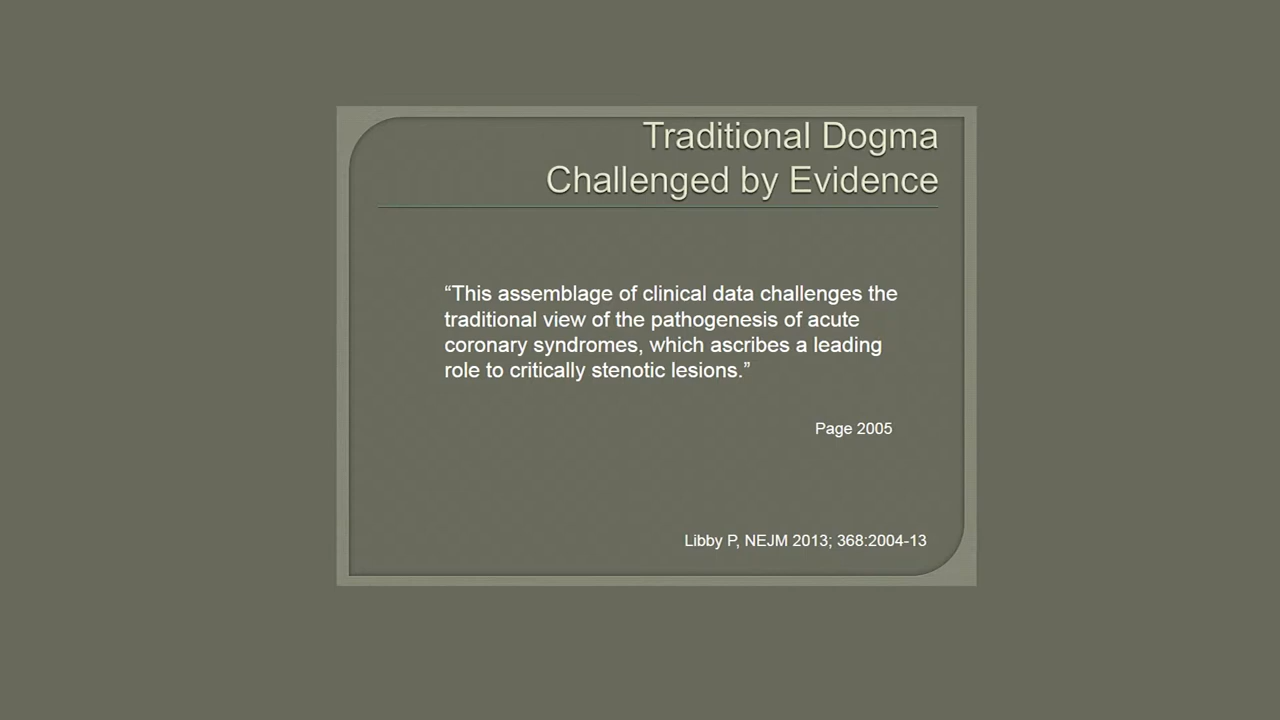 Traditional Dogma
Challenged by Evidence
“This assemblage of clinical data challenges the
traditional view of the pathogenesis of acute
coronary syndromes, which ascribes a leading
role to critically stenotic lesions.”
Page 2005
Libby P, NEJM 2013; 368:2004-13